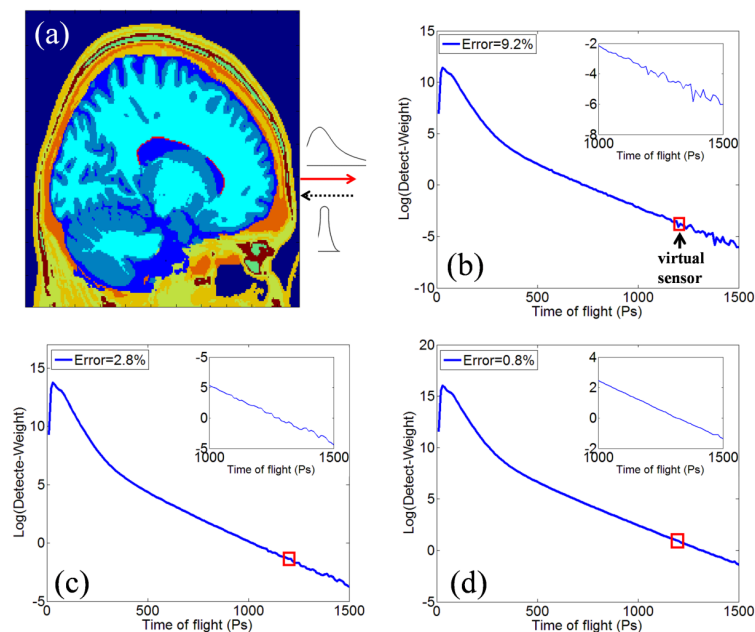 (a)
15
10
5
0
-5
-10
Log(Detect-Weight)
Error=9.2%
-2
-4
-6
-8
1000
1500
Time of flight (Ps)
virtual
sensor
(b)
0
500
1000
1500
Time of flight (Ps)
15
10
5
0
-5
Log(Detecte-Weight)
Error=2.8%
-5
5
0
-5
1000
1500
Time of flight (Ps)
(c)
0
500
1000
1500
Time of flight (Ps)
20
15
10
5
0
-5
Log(Detect-Weight)
Error=0.8%
4
2
0
-2
1000
1500
Time of flight (Ps)
(d)
0
500
1000
1500
Time of flight (Ps)